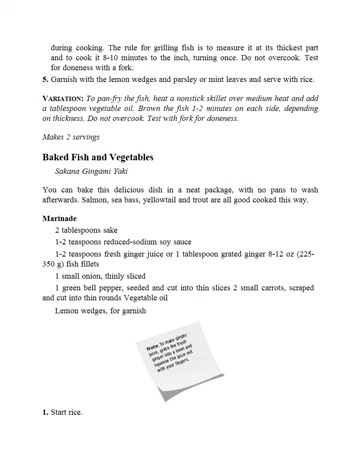 during cooking. The rule for grilling fish is to measure it at its thickest part
and to cook it 8-10 minutes to the inch, turning once. Do not overcook. Test
for doneness with a fork.
5. Garnish with the lemon wedges and parsley or mint leaves and serve with rice.
VARIATION: To pan-fry the fish, heat a nonstick skillet over medium heat and add
a tablespoon vegetable oil. Brown the fish 1-2 minutes on each side, depending
on thickness. Do not overcook. Test with fork for doneness.
Makes 2 servings
Baked Fish and Vegetables
Sakana Gingami Yaki
You can bake this delicious dish in a neat package, with no pans to wash
afterwards. Salmon, sea bass, yellowtail and trout are all good cooked this way.
Marinade
2 tablespoons sake
1-2 teaspoons reduced-sodium soy sauce
1-2 teaspoons fresh ginger juice or 1 tablespoon grated ginger 8-12 oz (225-
350 g) fish fillets
1 small onion, thinly sliced
1 green bell pepper, seeded and cut into thin slices 2 small carrots, scraped
and cut into thin rounds Vegetable oil
Lemon wedges, for garnish
Note: To make ginger
juice, grate the fresh
ginger into a bowl and
squeeze the juice out
with your fingers.
1. Start rice.